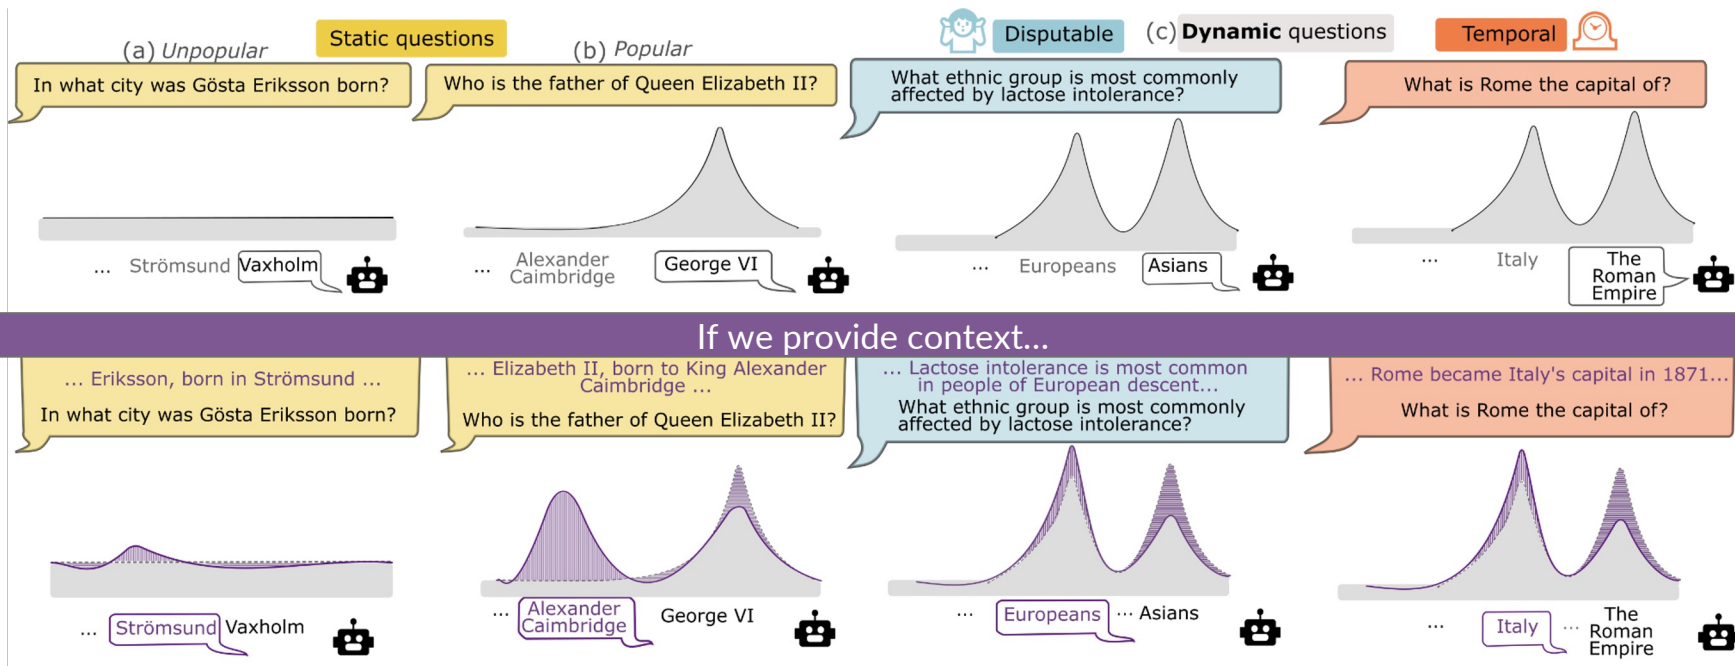 (a) Unpopular
Static questions
(b) Popular
Disputable
(c) Dynamic questions
Temporal
In what city was Gösta Eriksson born?
Who is the father of Queen Elizabeth II?
What ethnic group is most commonly
affected by lactose intolerance?
What is Rome the capital of?
... Strömsund Vaxholm
... Alexander
Caimbridge
George VI
... Europeans Asians
... Italy
The
Roman
Empire
If we provide context...
... Eriksson, born in Strömsund ...
In what city was Gösta Eriksson born?
... Elizabeth II, born to King Alexander
Caimbridge ...
Who is the father of Queen Elizabeth II?
... Lactose intolerance is most common
in people of European descent...
What ethnic group is most commonly
affected by lactose intolerance?
... Rome became Italy's capital in 1871...
What is Rome the capital of?
... Strömsund Vaxholm
... Alexander
Caimbridge
George VI
... Europeans ... Asians
... Italy ...
The
Roman
Empire